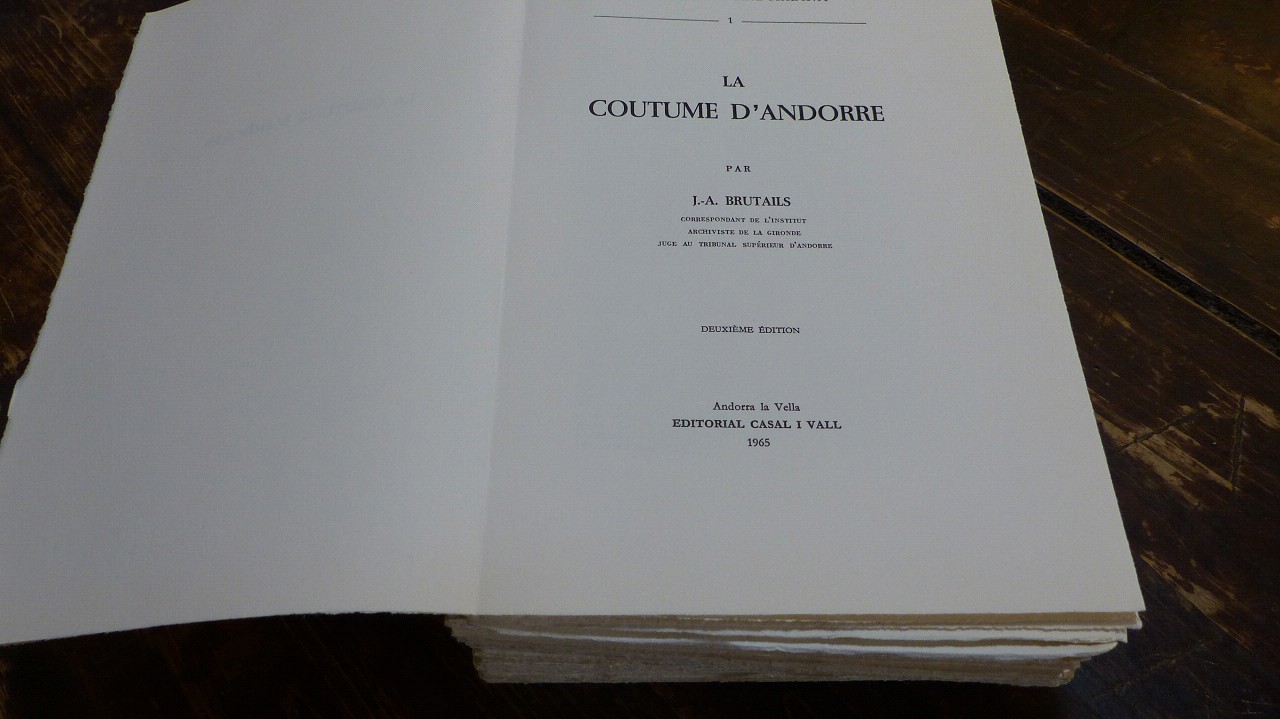 1
LA
COUTUME D'ANDORRE
PAR
J.-A. BRUTAILS
CORRESPONDANT DE L'INSTITUT
ARCHIVISTE DE LA GIRONDE
JUGE AU TRIBUNAL SUPÉRIEUR D'ANDORRE
DEUXIÈME ÉDITION
Andorra la Vella
EDITORIAL CASAL I VALL
1965